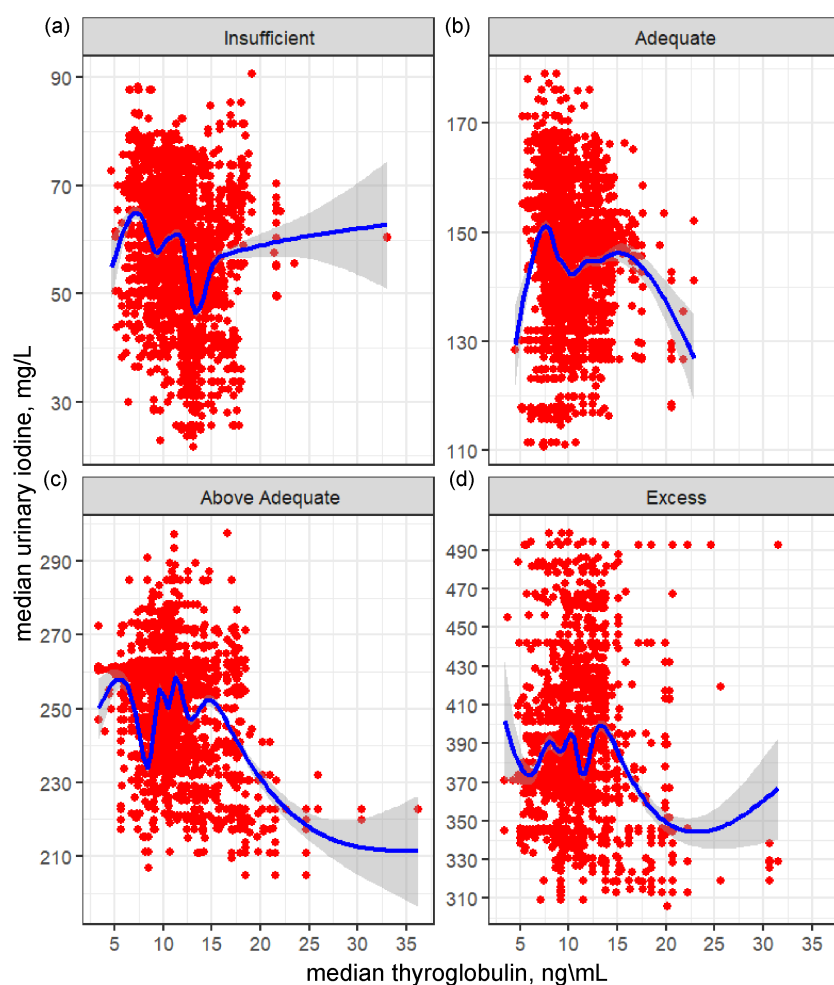 (a)
Insufficient
(b)
Adequate
90
70
50
30
170
150
130
110
median urinary iodine, mg/L
(c)
Above Adequate
(d)
Excess
290
270
250
230
210
490
470
450
430
410
390
370
350
330
310
5 10 15 20 25 30 35
5 10 15 20 25 30 35
median thyroglobulin, ng\mL